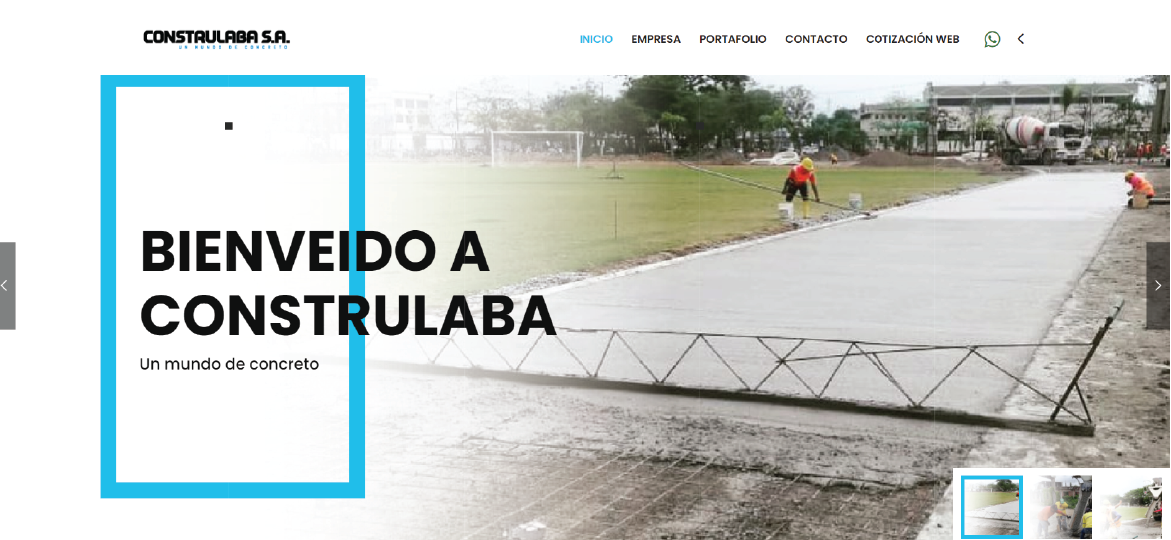 CONSTRULABA S.A.
UN MUNDO DE CONCRETO
INICIO EMPRESA PORTAFOLIO CONTACTO COTIZACIÓN WEB
BIENVEIDO A
CONSTRULABA
Un mundo de concreto